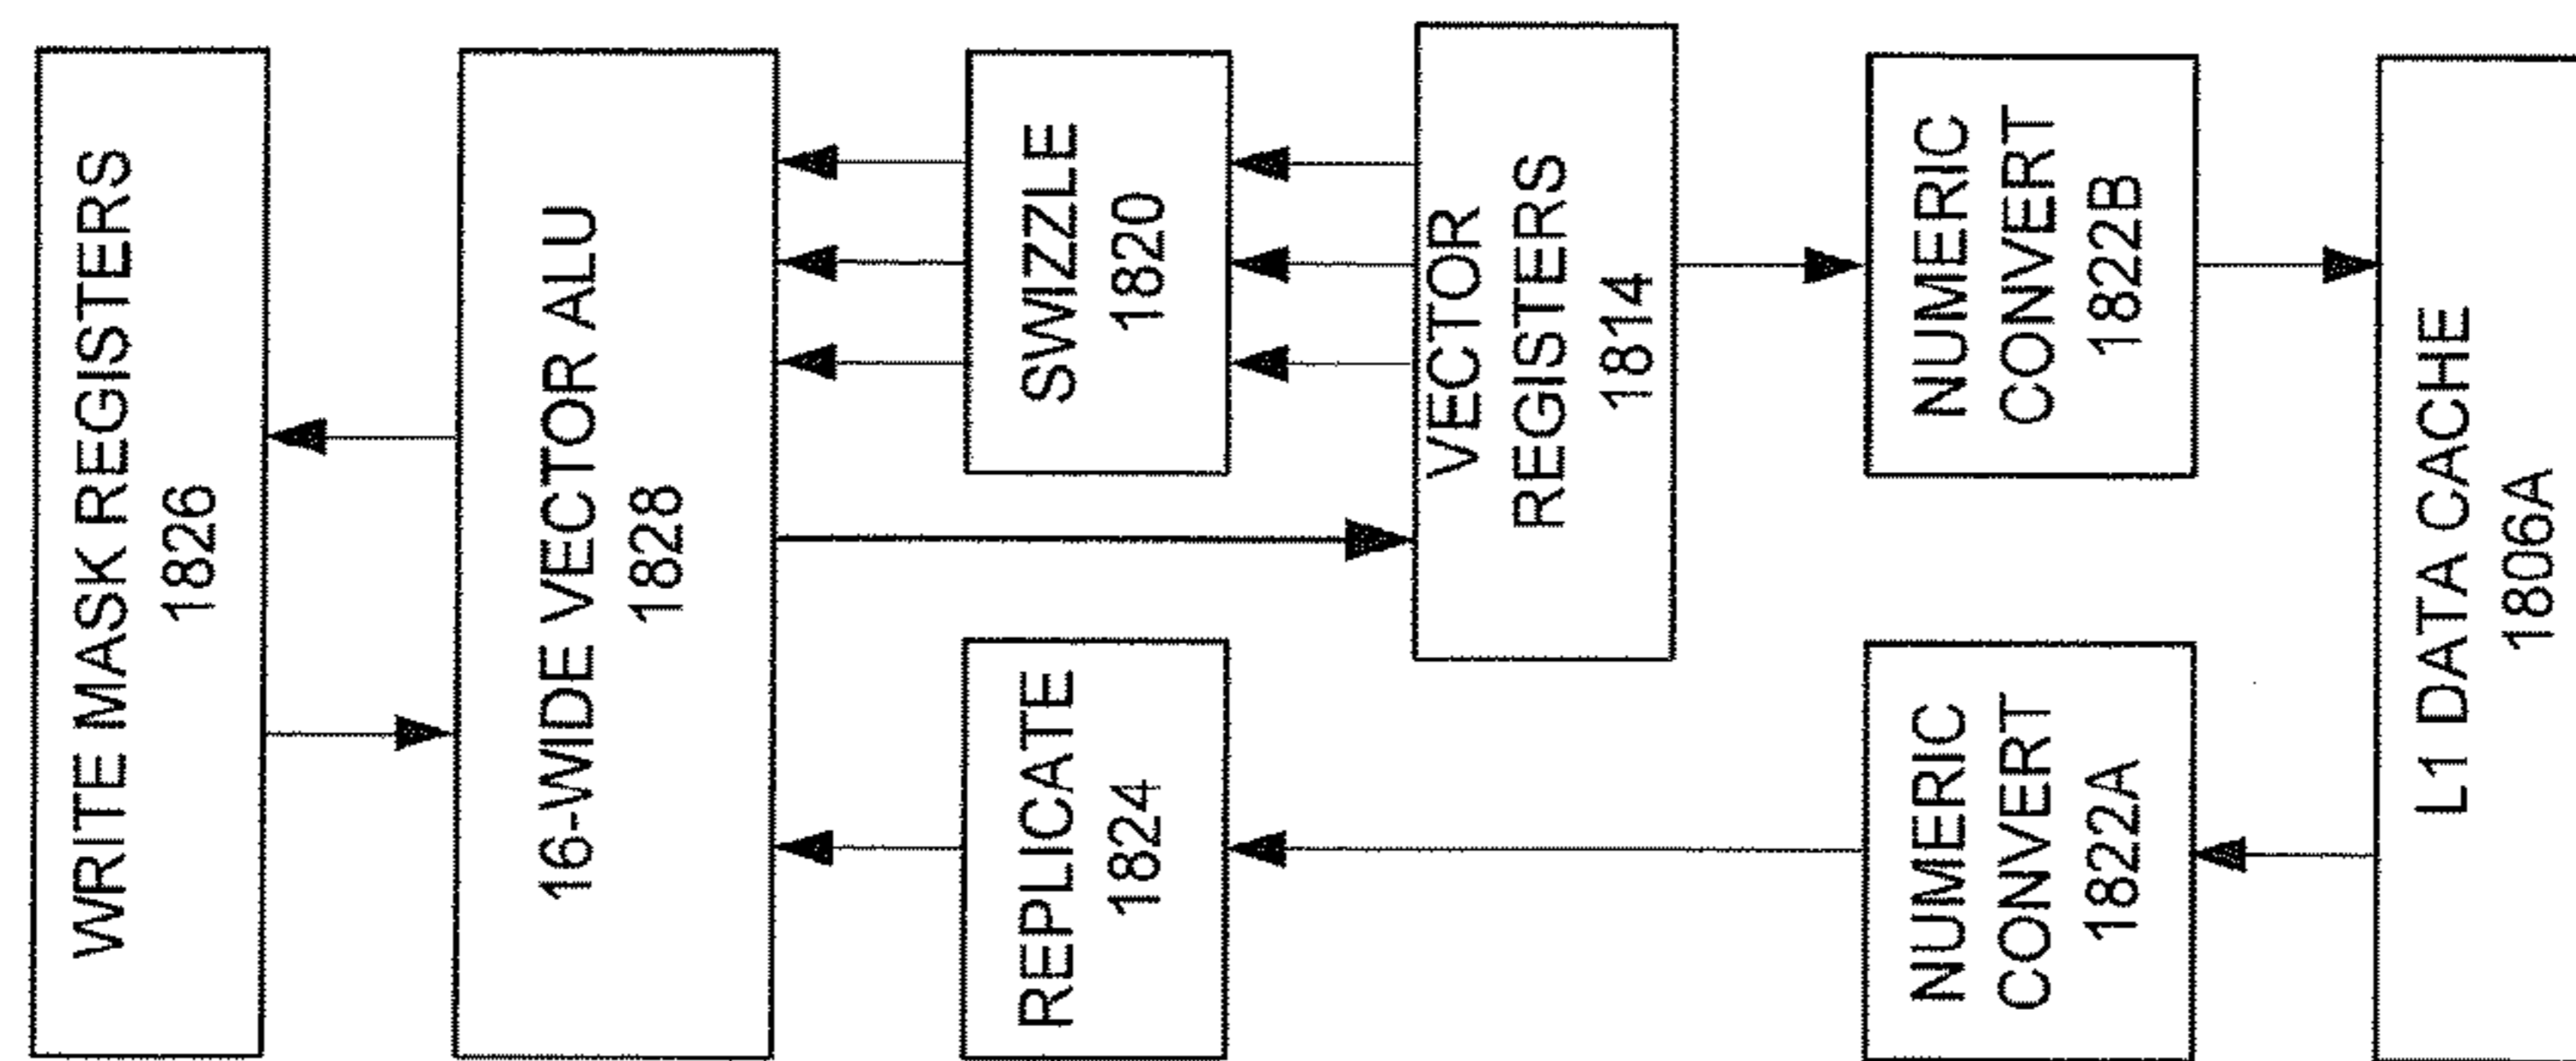 WRITE MASK REGISTERS
1826
16-WIDE VECTOR ALU
1828
REPLICATE
1824
SWIZZLE
1820
VECTOR
REGISTERS
1814
NUMERIC
CONVERT
1822A
NUMERIC
CONVERT
1822B
L1 DATA CACHE
1806A